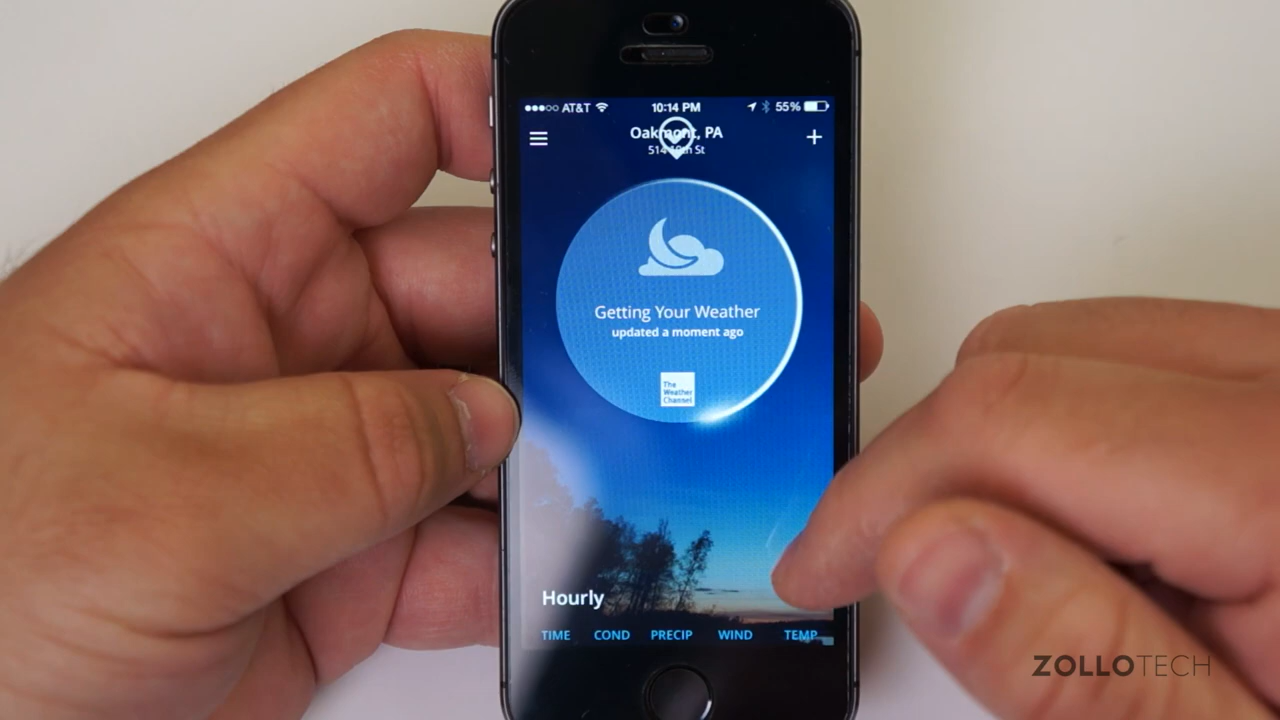 AT&T 10:14 PM 55%
Oakmont, PA
St
Getting Your Weather
updated a moment ago
The
Weather
Channel
Hourly
TIME COND PRECIP WIND TEMP
ZOLLOTECH